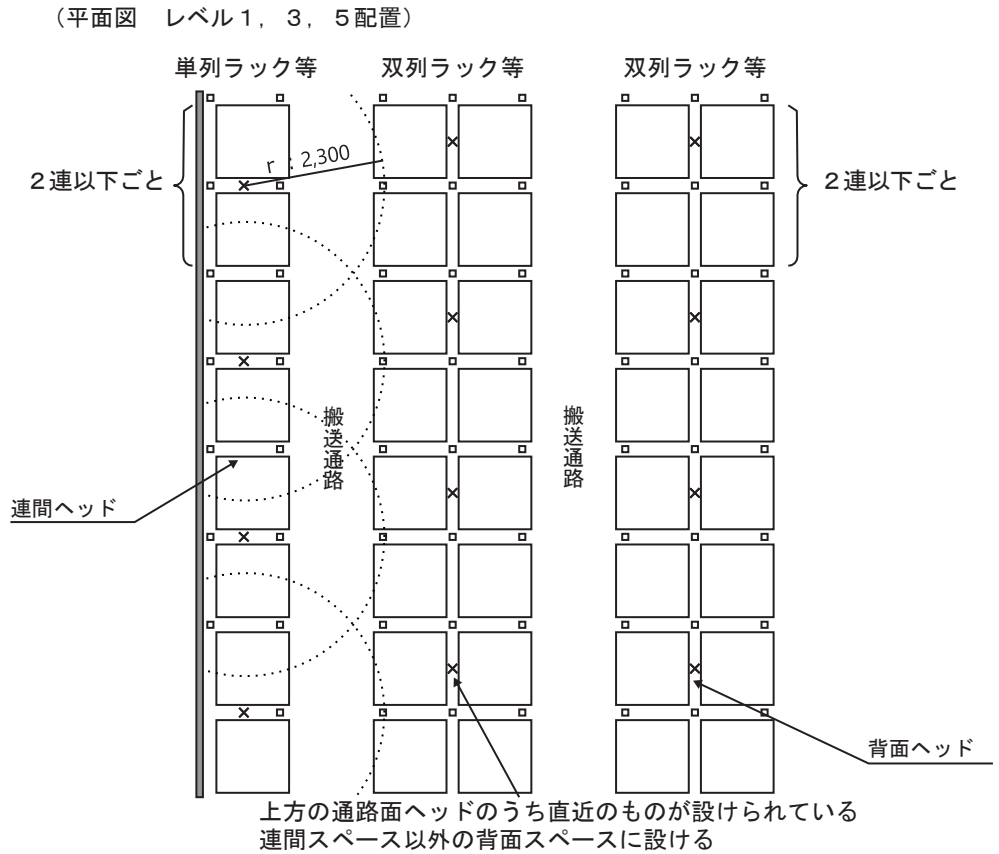 （平面図　レベル１，３，５配置）
単列ラック等
双列ラック等
双列ラック等
r：2,300
２連以下ごと
２連以下ごと
搬送通路
搬送通路
連間ヘッド
背面ヘッド
上方の通路面ヘッドのうち直近のものが設けられている
連間スペース以外の背面スペースに設ける